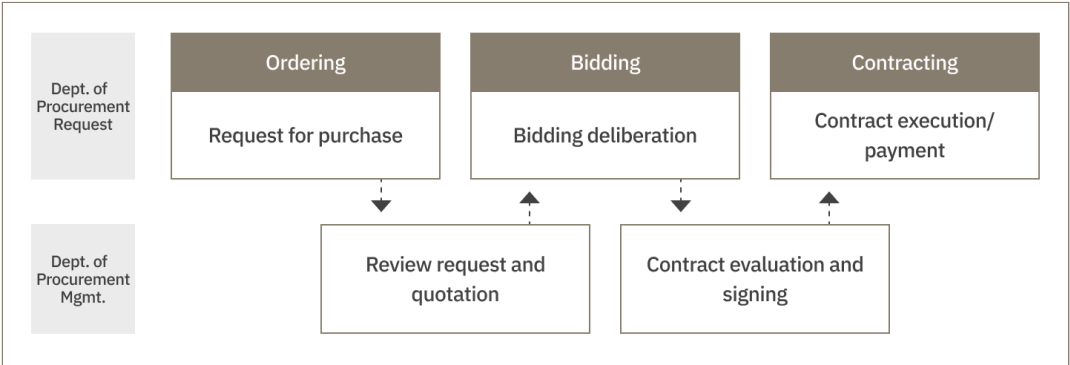 Dept. of
Procurement
Request
Ordering
Request for purchase
Bidding
Bidding deliberation
Contracting
Contract execution/
payment
Dept. of
Procurement
Mgmt.
Review request and
quotation
Contract evaluation and
signing